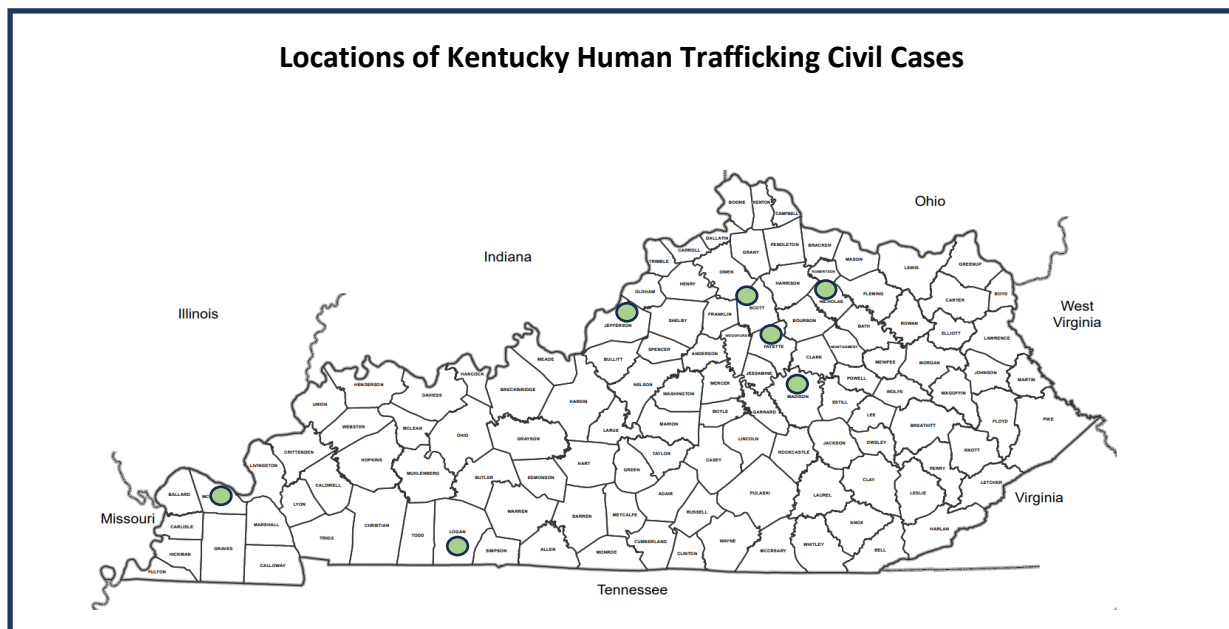 Locations of Kentucky Human Trafficking Civil Cases
Ohio
Indiana
Illinois
West
Virginia
Missouri
Virginia
Tennessee
BOONE
KENTON
CAMPBELL
GALLATIN
CARROLL
TRIMBLE
GRANT
PENDLETON
BRACKEN
MASON
LEWIS
GREENUP
OWEN
ROBERTSON
OLDHAM
HENRY
HARRISON
NICHOLAS
FLEMING
CARTER
BOYD
SCOTT
FRANKLIN
JEFFERSON
SHELBY
BOURBON
BATH
ROWAN
ELLIOTT
LAWRENCE
WOODFORD
FAYETTE
MONTGOMERY
SPENCER
ANDERSON
BULLITT
CLARK
MENIFEE
MORGAN
JOHNSON
MARTIN
MEADE
HANCOCK
HENDERSON
DAVIESS
BRECKINRIDGE
NELSON
WASHINGTON
MERCER
JESSAMINE
MADISON
POWELL
WOLFE
MAGOFFIN
UNION
HARDIN
ESTILL
LEE
FLOYD
PIKE
WEBSTER
MCLEAN
OHIO
GRAYSON
LARUE
MARION
BOYLE
GARRARD
BREATHITT
LINCOLN
ROCKCASTLE
JACKSON
OWSLEY
KNOTT
CRITTENDEN
LIVINGSTON
HOPKINS
MUHLENBERG
BUTLER
EDMONSON
HART
GREEN
TAYLOR
CASEY
PERRY
LETCHER
BALLARD
CALDWELL
LYON
WARREN
BARREN
METCALFE
ADAIR
RUSSELL
PULASKI
LAUREL
CLAY
LESLIE
CARLISLE
MARSHALL
TRIGG
CHRISTIAN
TODD
LOGAN
SIMPSON
ALLEN
MONROE
CUMBERLAND
CLINTON
WAYNE
MCCREARY
WHITLEY
KNOX
BELL
HARLAN
HICKMAN
GRAVES
CALLOWAY
FULTON